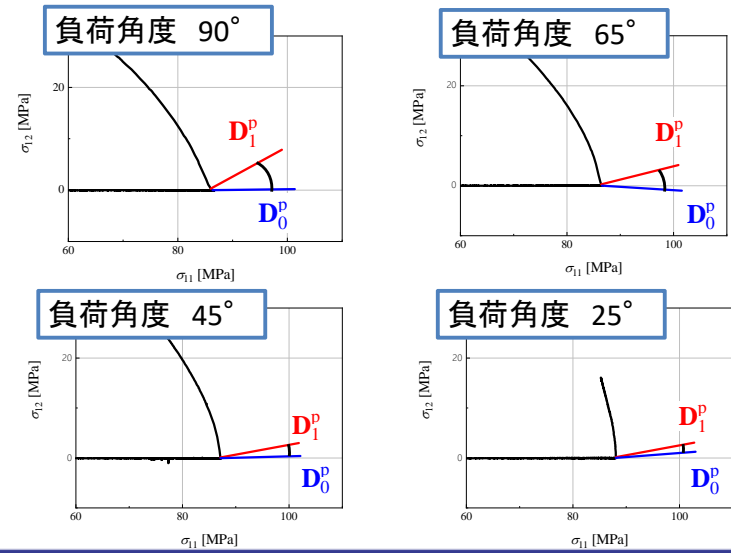 負荷角度 90°
20
0
σ₁₂ [MPa]
D₁ᵖ
D₀ᵖ
60 80 100
σ₁₁ [MPa]
負荷角度 65°
20
0
σ₁₂ [MPa]
D₁ᵖ
D₀ᵖ
60 80 100
σ₁₁ [MPa]
負荷角度 45°
20
0
σ₁₂ [MPa]
D₁ᵖ
D₀ᵖ
60 80 100
σ₁₁ [MPa]
負荷角度 25°
20
0
σ₁₂ [MPa]
D₁ᵖ
D₀ᵖ
60 80 100
σ₁₁ [MPa]